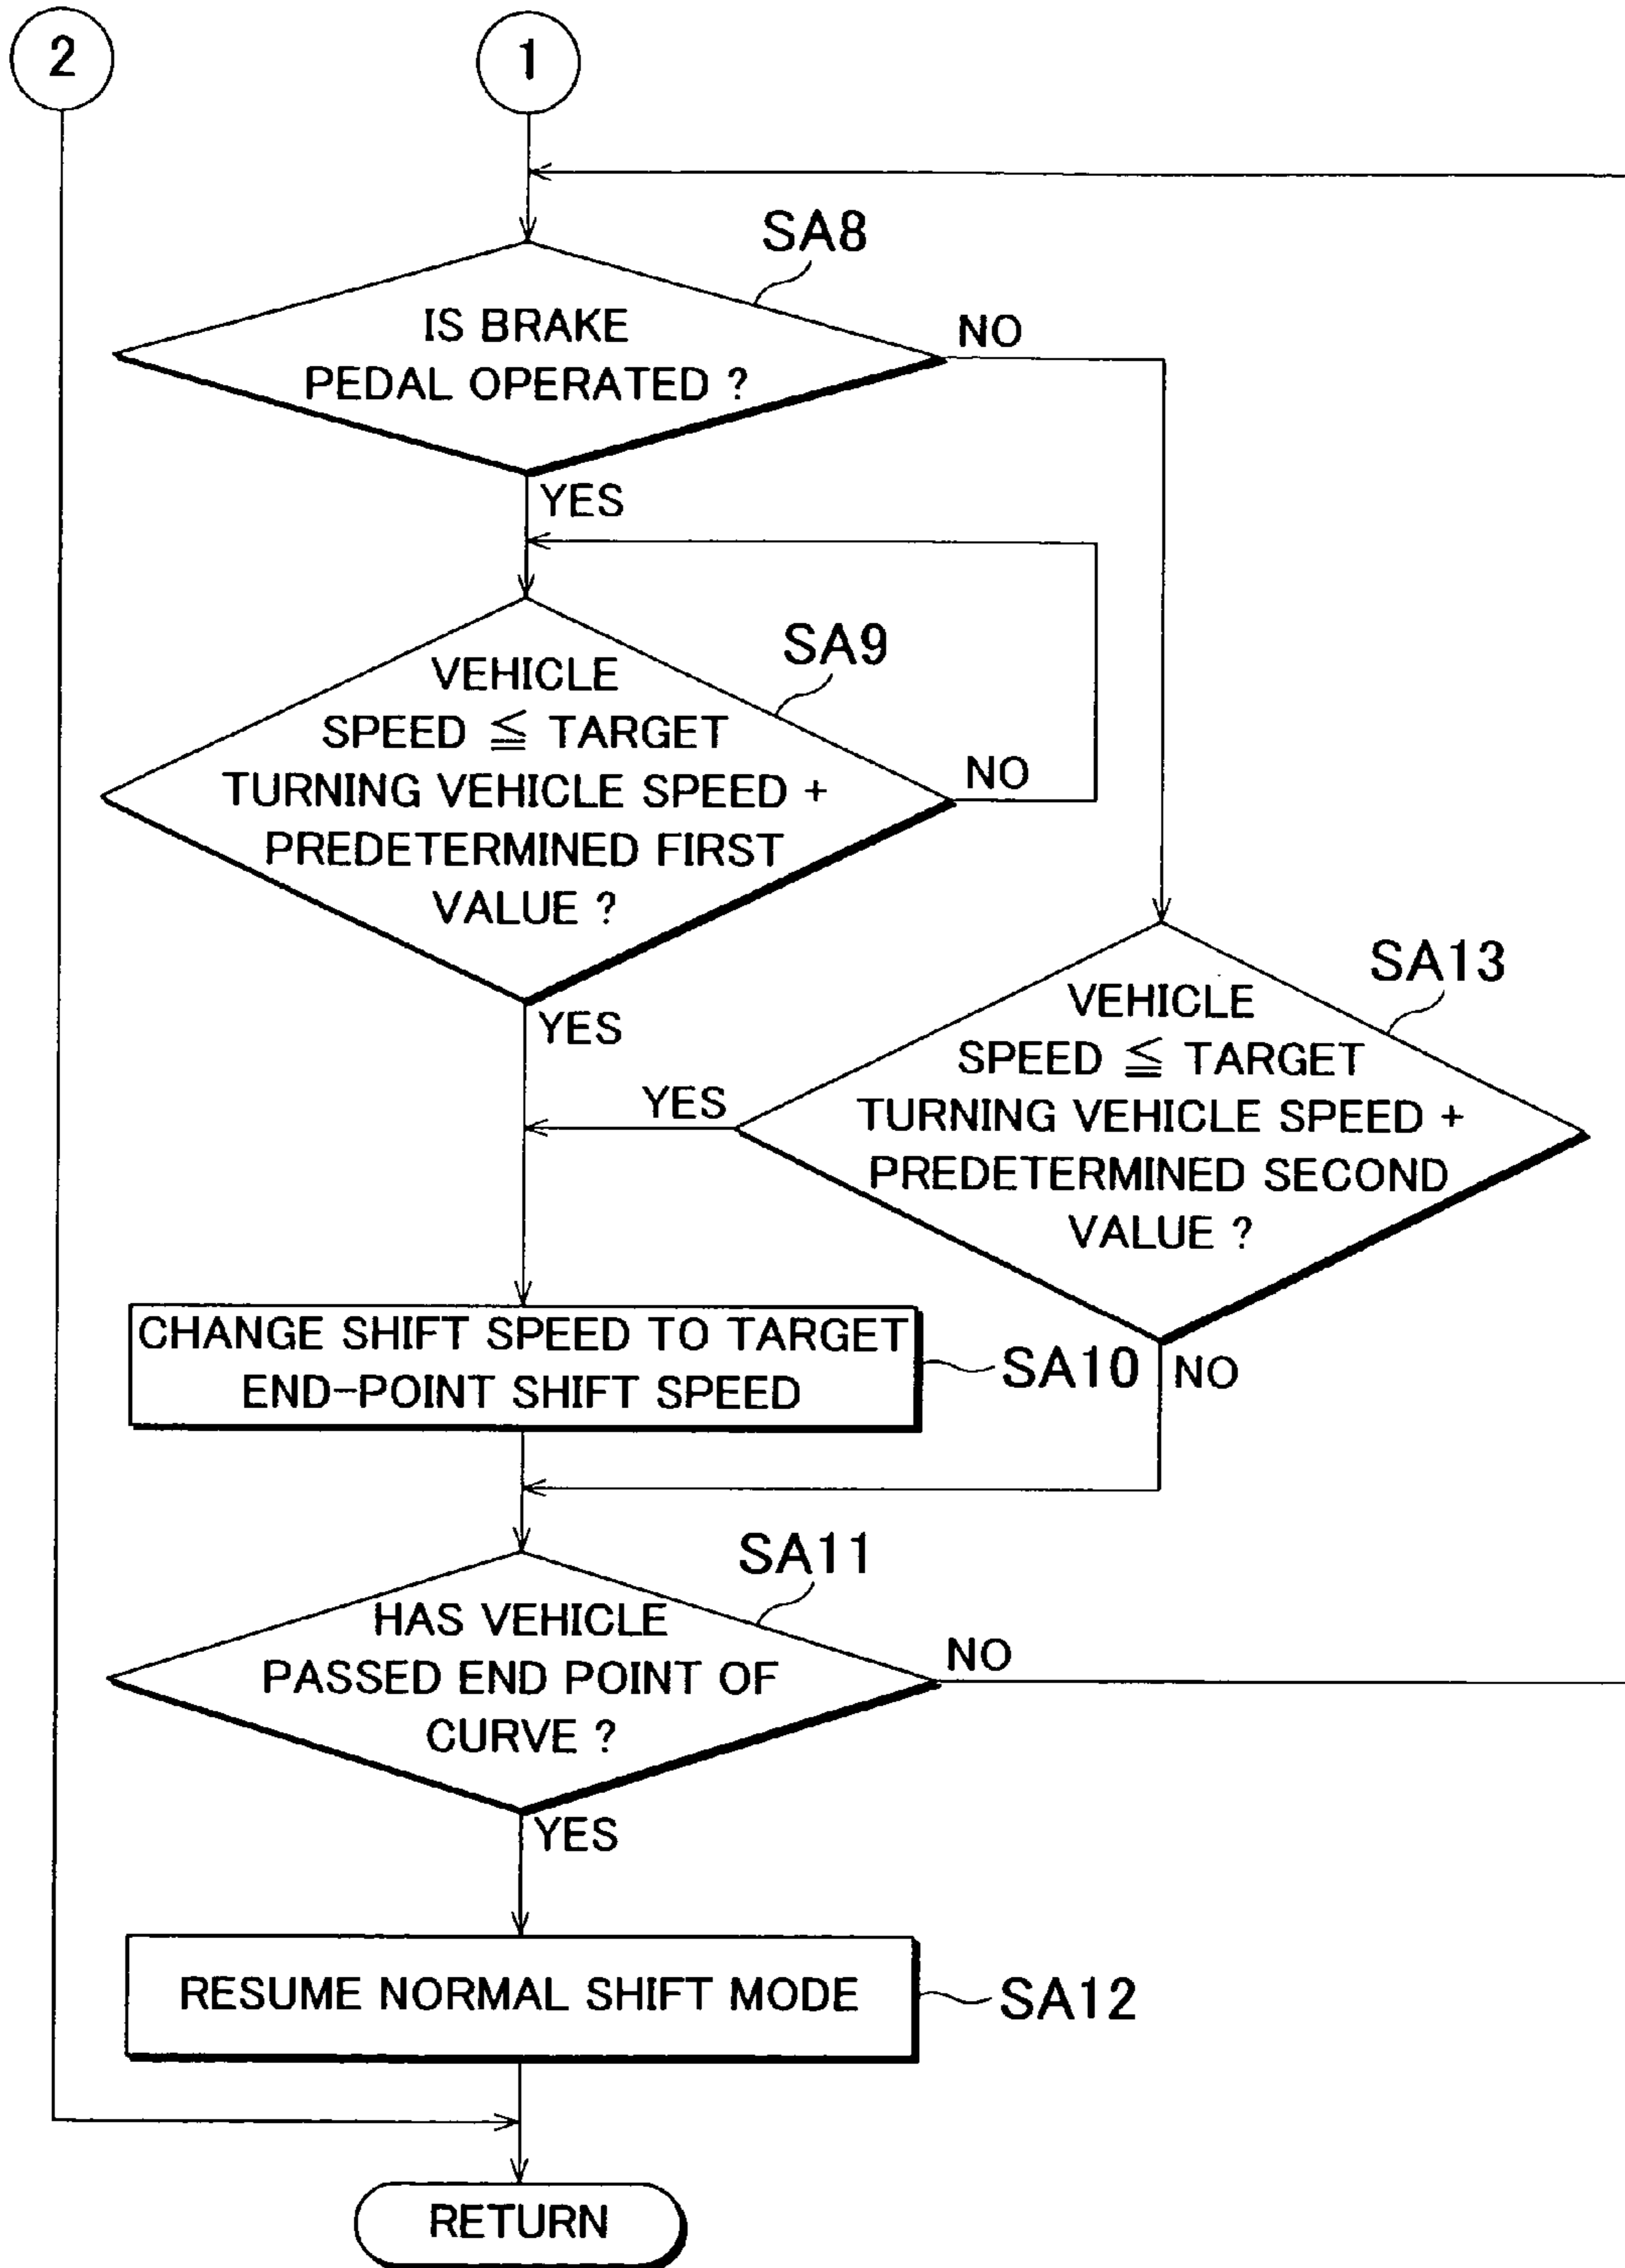 2
1
SA8
IS BRAKE
PEDAL OPERATED ?
NO
YES
SA9
VEHICLE
SPEED ≦ TARGET
TURNING VEHICLE SPEED +
PREDETERMINED FIRST
VALUE ?
NO
YES
SA13
VEHICLE
SPEED ≦ TARGET
TURNING VEHICLE SPEED +
PREDETERMINED SECOND
VALUE ?
YES
NO
CHANGE SHIFT SPEED TO TARGET
END-POINT SHIFT SPEED
SA10
SA11
HAS VEHICLE
PASSED END POINT OF
CURVE ?
NO
YES
RESUME NORMAL SHIFT MODE
SA12
RETURN